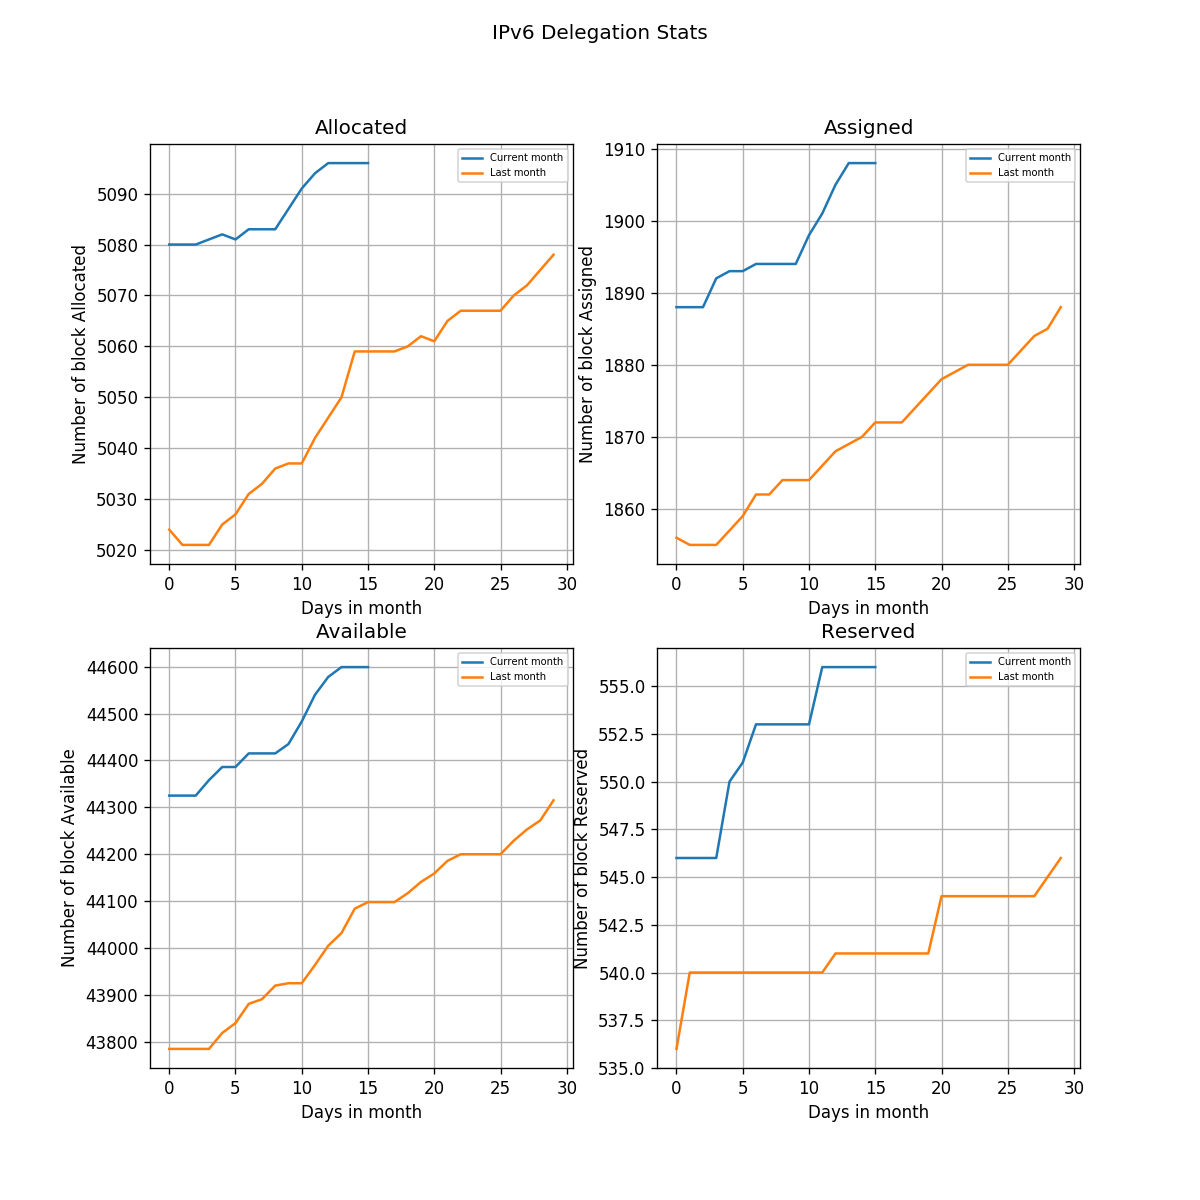 IPv6 Delegation Stats
Allocated
Number of block Allocated
5090
5080
5070
5060
5050
5040
5030
5020
0 5 10 15 20 25 30
Days in month
Current month
Last month
Assigned
Number of block Assigned
1910
1900
1890
1880
1870
1860
0 5 10 15 20 25 30
Days in month
Current month
Last month
Available
Number of block Available
44600
44500
44400
44300
44200
44100
44000
43900
43800
0 5 10 15 20 25 30
Days in month
Current month
Last month
Reserved
Number of block Reserved
555.0
552.5
550.0
547.5
545.0
542.5
540.0
537.5
535.0
0 5 10 15 20 25 30
Days in month
Current month
Last month